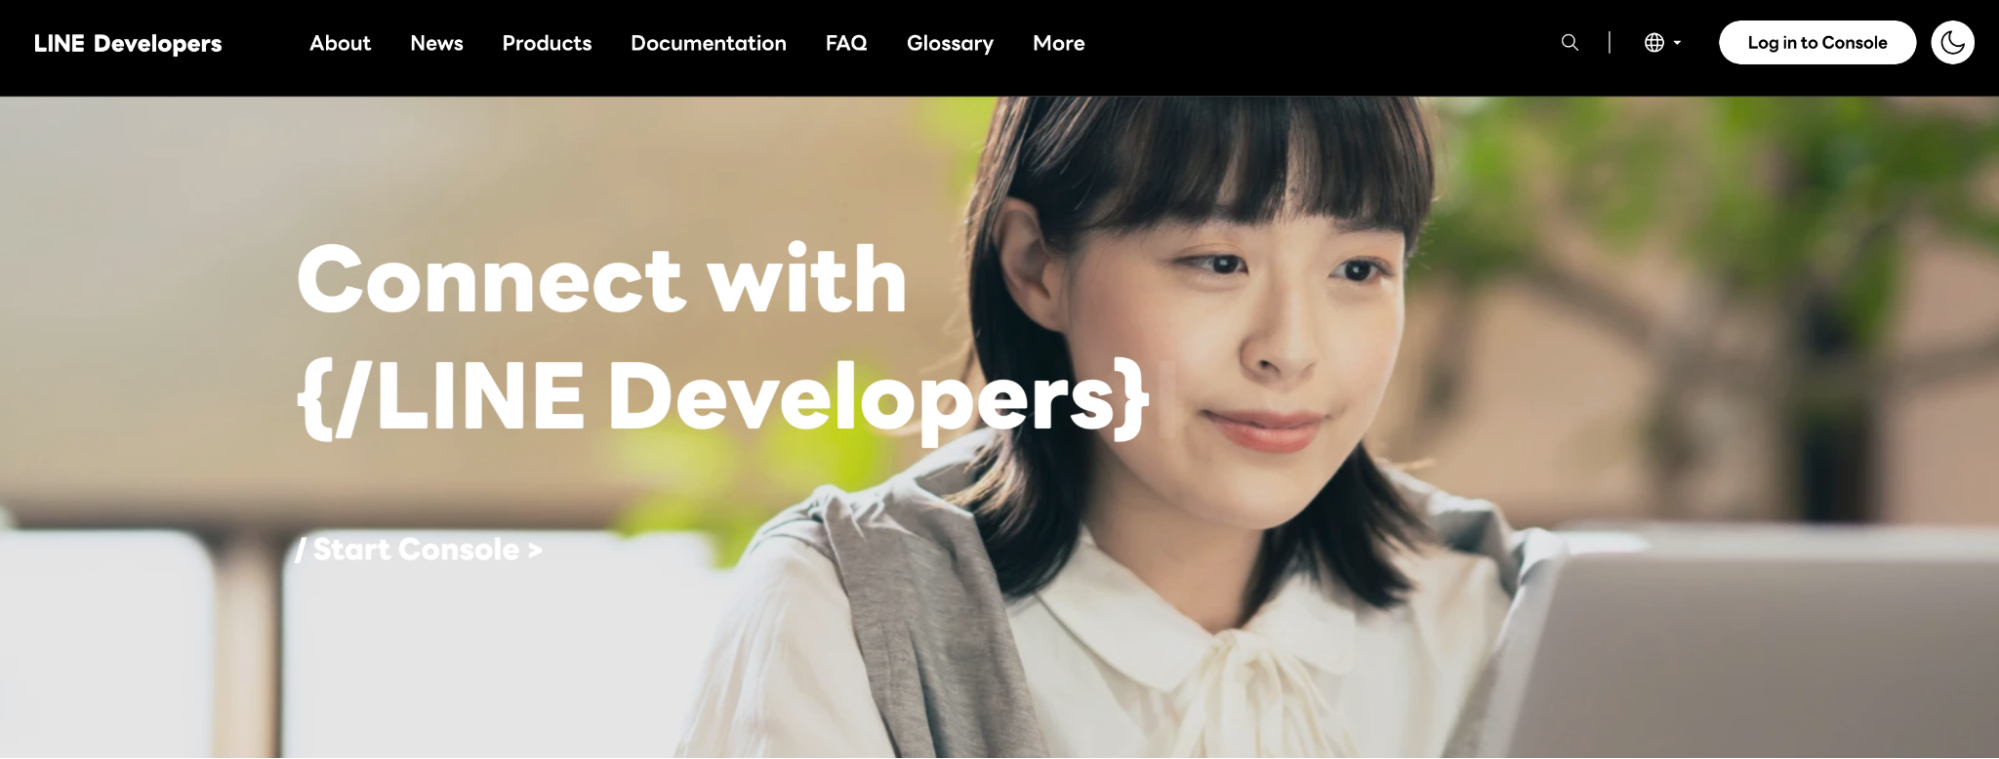 LINE Developers About News Products Documentation FAQ Glossary More Log in to Console
Connect with
{/LINE Developers}
/ Start Console >